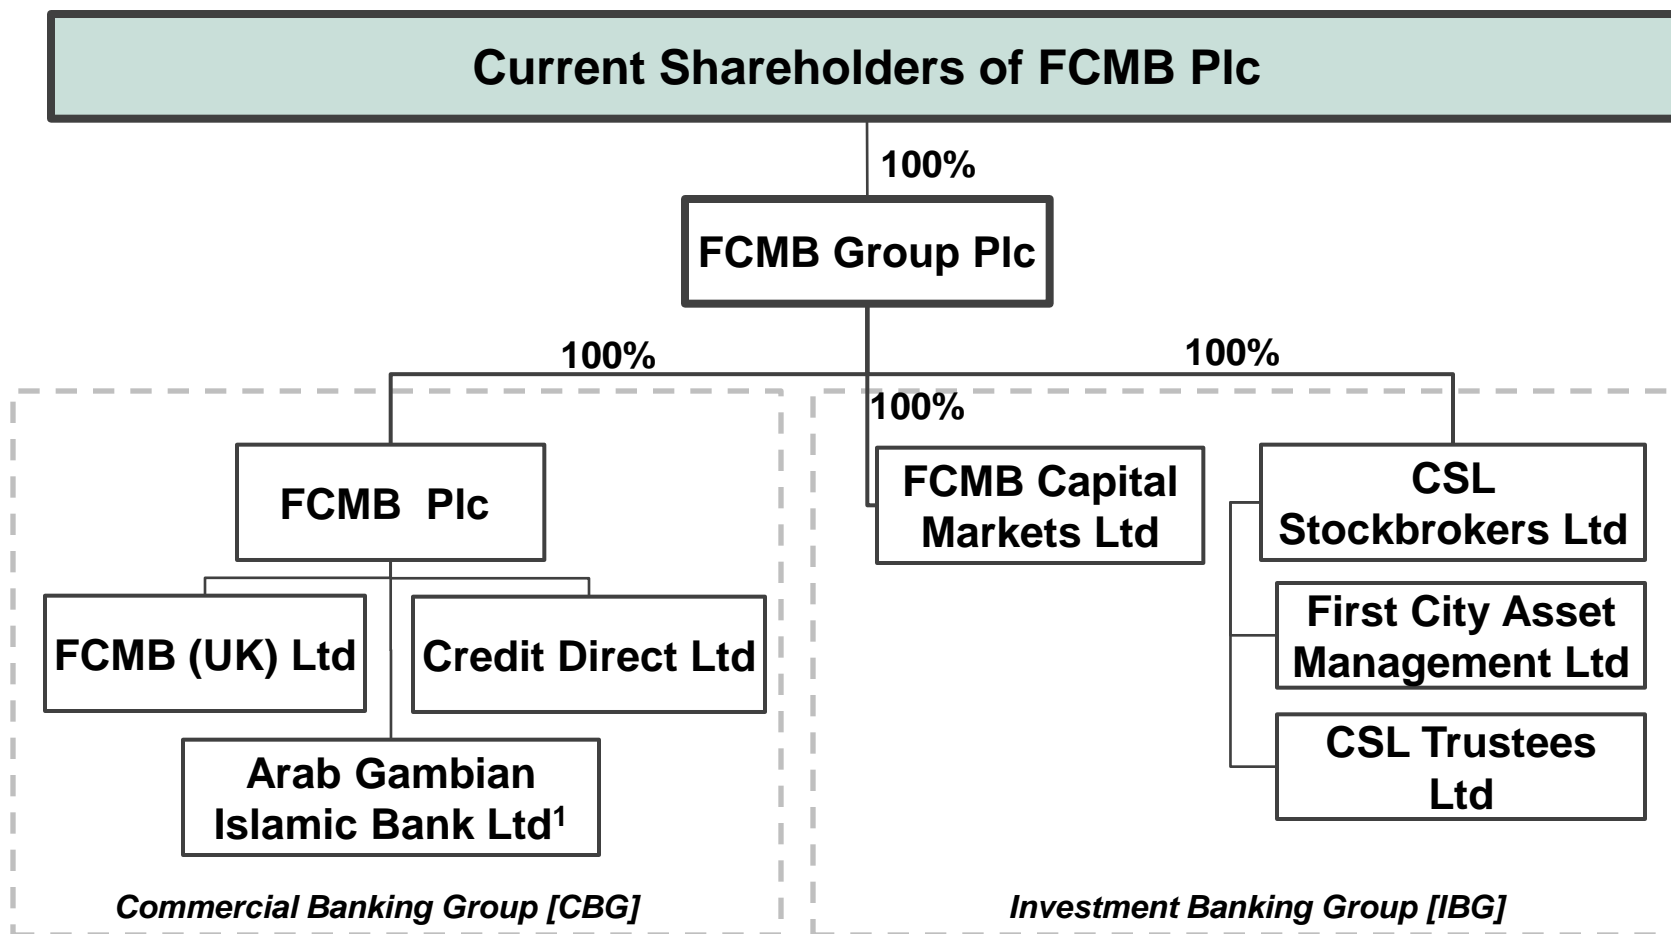 Current Shareholders of FCMB Plc
100%
FCMB Group Plc
100%
100%
100%
FCMB Plc
FCMB Capital
Markets Ltd
CSL
Stockbrokers Ltd
FCMB (UK) Ltd
Credit Direct Ltd
First City Asset
Management Ltd
Arab Gambian
Islamic Bank Ltd¹
CSL Trustees
Ltd
Commercial Banking Group [CBG]
Investment Banking Group [IBG]